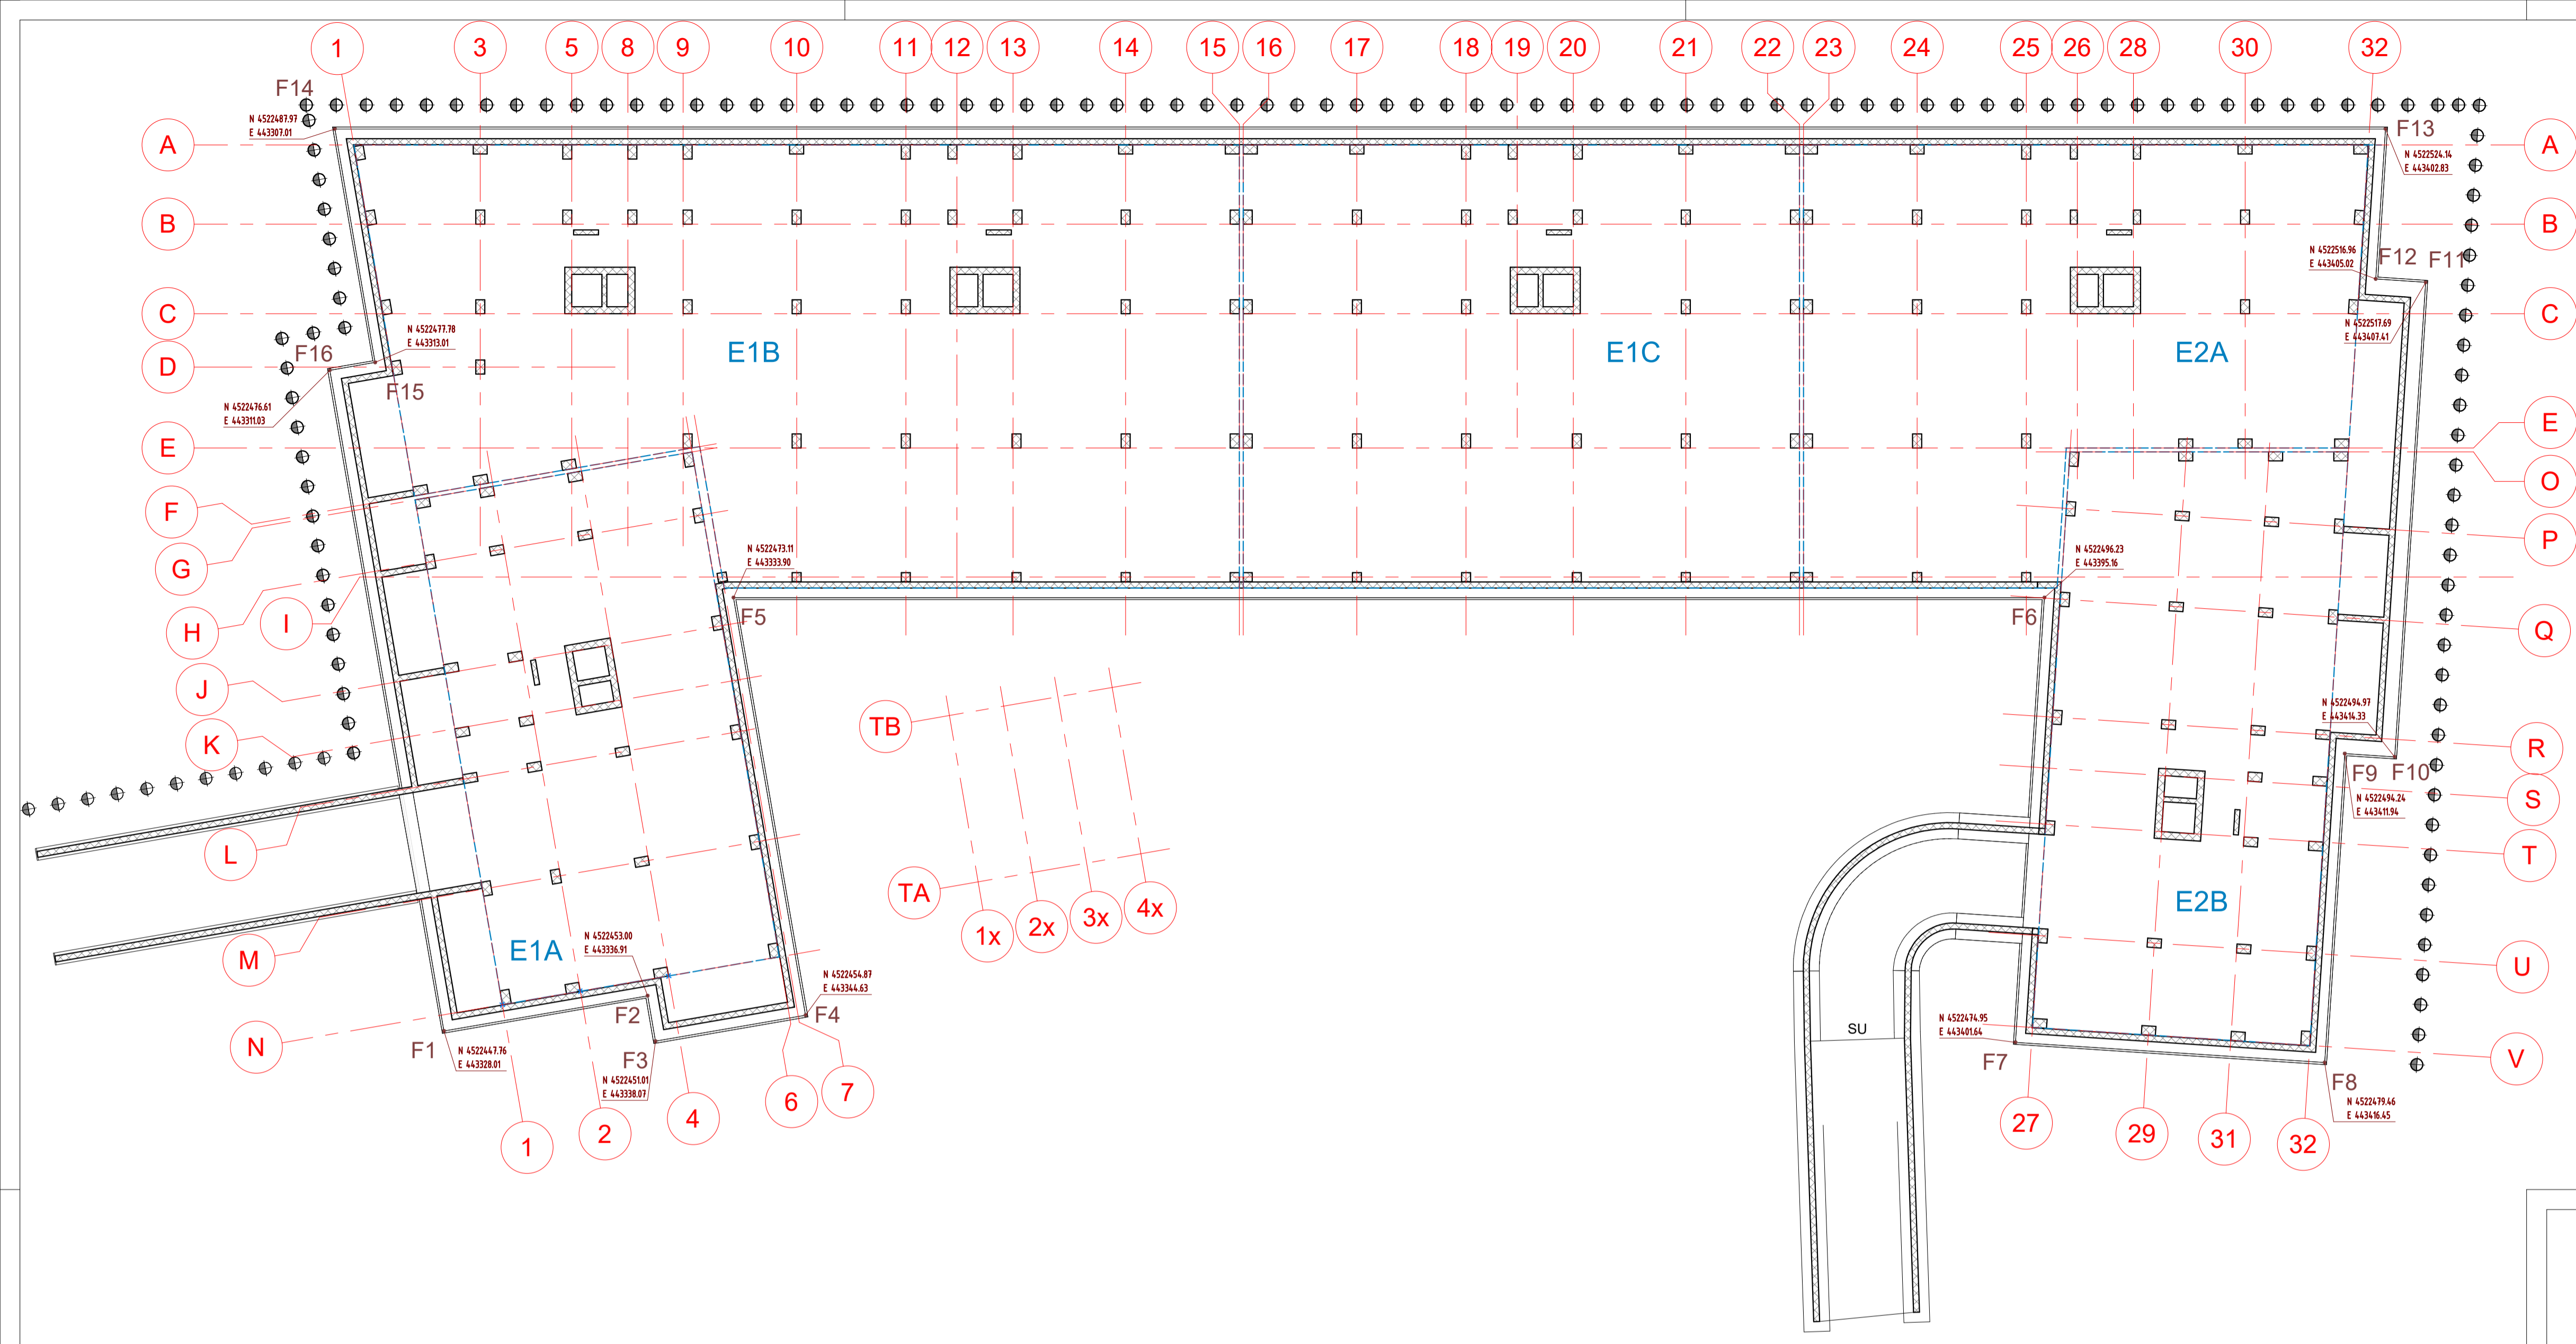 1 3 5 8 9 10 11 12 13 14 15 16 17 18 19 20 21 22 23 24 25 26 28 30 32
F14
N 4522487.97
E 443307.01
F13
N 4522524.14
E 443402.83
A A
B B
N 4522516.96
E 443405.02
F12 F11
C C
N 4522517.69
E 443407.41
N 4522477.78
E 443313.01
F16
E1B E1C E2A
D
F15
N 4522476.61
E 443311.03
E E
O
F
G
P
N 4522473.11
E 443333.90
N 4522496.23
E 443395.16
H I
F5 F6
Q
J
TB
K
N 4522494.97
E 443414.33
R
F9 F10
N 4522494.24
E 443411.94
S
L
T
TA
E2B
1x 2x 3x 4x
M
E1A
N 4522453.00
E 443336.91
N 4522454.87
E 443344.63
U
F2 F4
N
F1
N 4522447.76
E 443328.01
F3
N 4522451.01
E 443338.07
SU
N 4522474.95
E 443401.64
F7
V
F8
N 4522479.46
E 443416.45
1 2 4 6 7
27 29 31 32